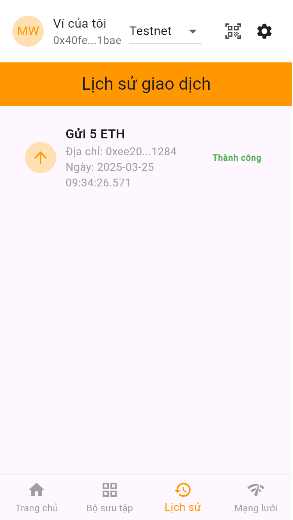 MW
Ví của tôi
0x40fe...1bae
Testnet
Lịch sử giao dịch
Gửi 5 ETH
Địa chỉ: 0xee20...1284
Ngày: 2025-03-25
09:34:26.571
Thành công
Trang chủ
Bộ sưu tập
Lịch sử
Mạng lưới